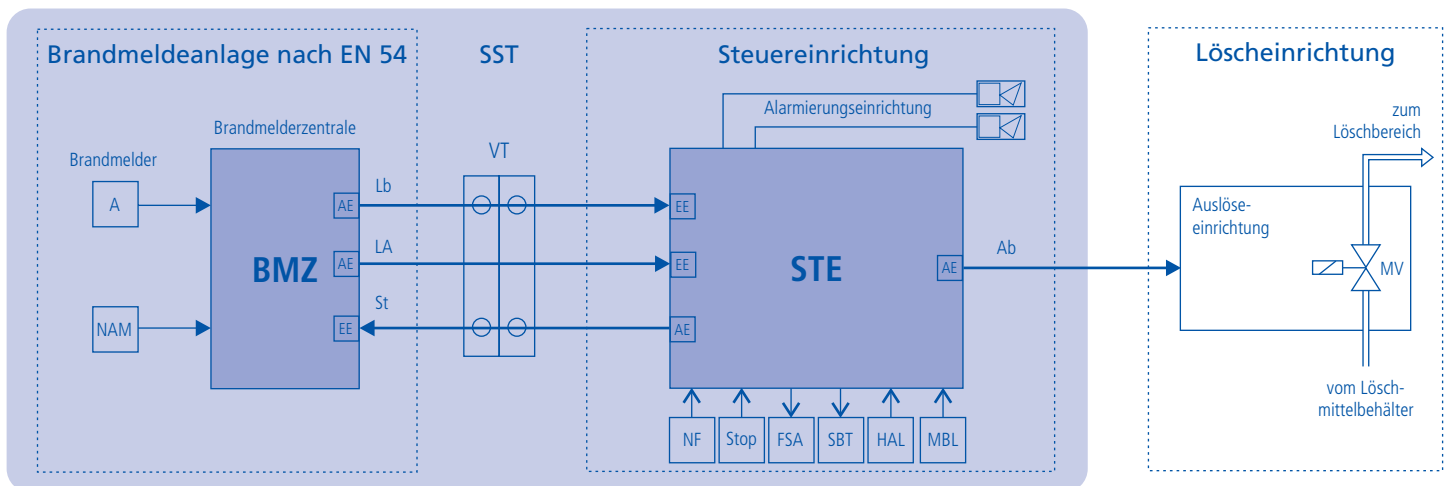 Brandmeldeanlage nach EN 54
SST
Steuereinrichtung
Löscheinrichtung
Alarmierungseinrichtung
zum
Löschbereich
Brandmelderzentrale
Brandmelder
VT
A
Lb
AE
EE
Auslöse-
einrichtung
BMZ
LA
AE
EE
STE
AE
Ab
MV
St
NAM
EE
AE
vom Lösch-
mittelbehälter
NF
Stop
FSA
SBT
HAL
MBL